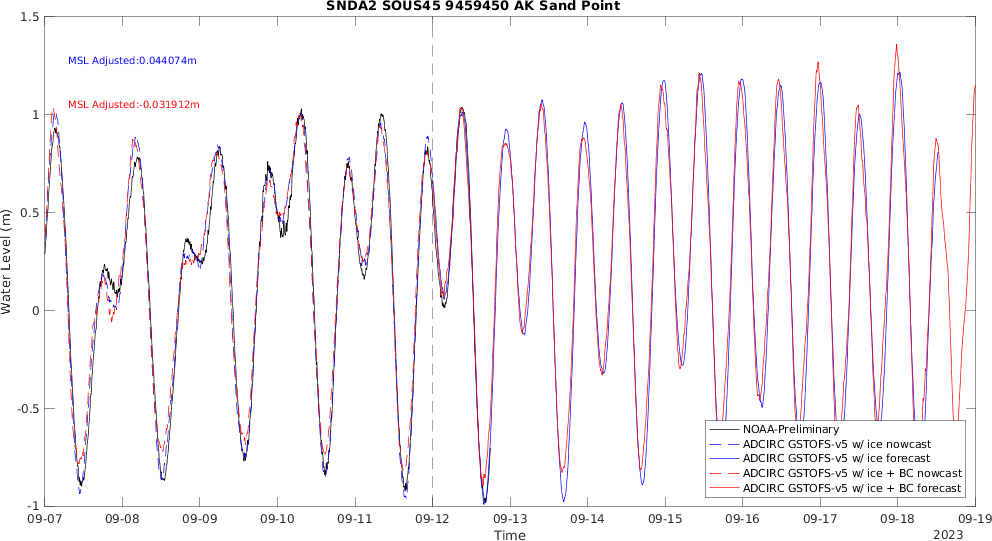 SNDA2 SOUS45 9459450 AK Sand Point
MSL Adjusted:0.044074m
MSL Adjusted:-0.031912m
Water Level (m)
1.5
1
0.5
0
-0.5
-1
NOAA-Preliminary
ADCIRC GSTOFS-v5 w/ ice nowcast
ADCIRC GSTOFS-v5 w/ ice forecast
ADCIRC GSTOFS-v5 w/ ice + BC nowcast
ADCIRC GSTOFS-v5 w/ ice + BC forecast
09-07 09-08 09-09 09-10 09-11 09-12 09-13 09-14 09-15 09-16 09-17 09-18 09-19
Time
2023